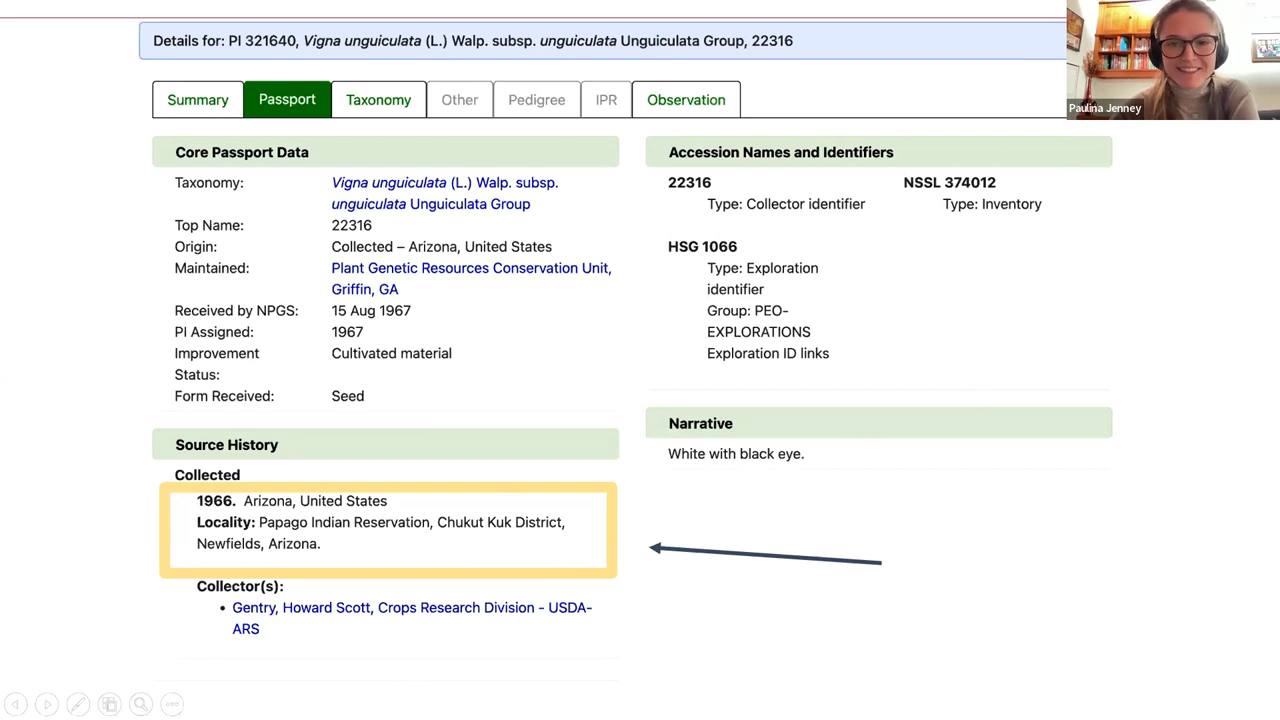 Details for: PI 321640, Vigna unguiculata (L.) Walp. subsp. unguiculata Unguiculata Group, 22316
Paulina Jenney
Summary
Passport
Taxonomy
Other
Pedigree
IPR
Observation
Core Passport Data
Taxonomy: Vigna unguiculata (L.) Walp. subsp.
unguiculata Unguiculata Group
Top Name: 22316
Origin: Collected – Arizona, United States
Maintained: Plant Genetic Resources Conservation Unit,
Griffin, GA
Received by NPGS: 15 Aug 1967
PI Assigned: 1967
Improvement Cultivated material
Status:
Form Received: Seed
Source History
Collected
1966. Arizona, United States
Locality: Papago Indian Reservation, Chukut Kuk District,
Newfields, Arizona.
Collector(s):
• Gentry, Howard Scott, Crops Research Division - USDA-
ARS
Accession Names and Identifiers
22316
Type: Collector identifier
NSSL 374012
Type: Inventory
HSG 1066
Type: Exploration
identifier
Group: PEO-
EXPLORATIONS
Exploration ID links
Narrative
White with black eye.